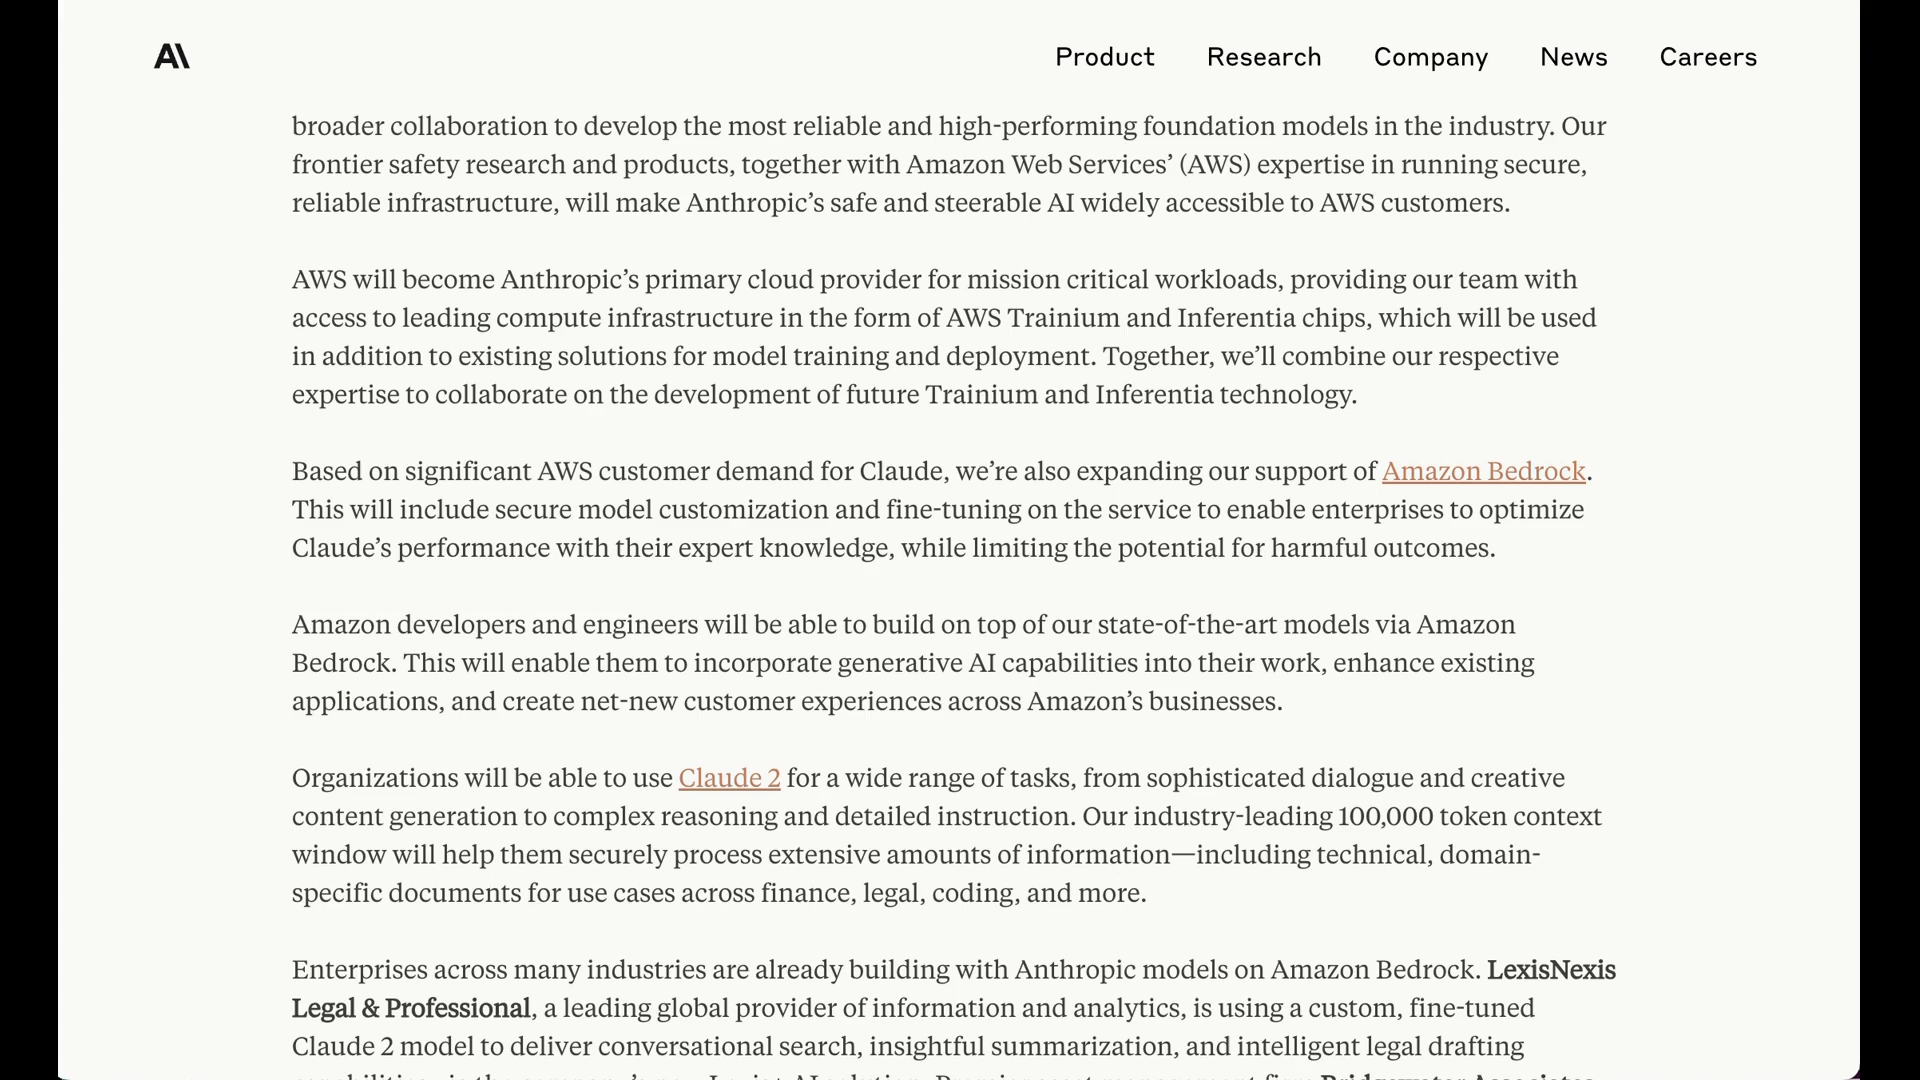 AI
Product Research Company News Careers
broader collaboration to develop the most reliable and high-performing foundation models in the industry. Our
frontier safety research and products, together with Amazon Web Services’ (AWS) expertise in running secure,
reliable infrastructure, will make Anthropic’s safe and steerable AI widely accessible to AWS customers.
AWS will become Anthropic’s primary cloud provider for mission critical workloads, providing our team with
access to leading compute infrastructure in the form of AWS Trainium and Inferentia chips, which will be used
in addition to existing solutions for model training and deployment. Together, we’ll combine our respective
expertise to collaborate on the development of future Trainium and Inferentia technology.
Based on significant AWS customer demand for Claude, we’re also expanding our support of Amazon Bedrock.
This will include secure model customization and fine-tuning on the service to enable enterprises to optimize
Claude’s performance with their expert knowledge, while limiting the potential for harmful outcomes.
Amazon developers and engineers will be able to build on top of our state-of-the-art models via Amazon
Bedrock. This will enable them to incorporate generative AI capabilities into their work, enhance existing
applications, and create net-new customer experiences across Amazon’s businesses.
Organizations will be able to use Claude 2 for a wide range of tasks, from sophisticated dialogue and creative
content generation to complex reasoning and detailed instruction. Our industry-leading 100,000 token context
window will help them securely process extensive amounts of information—including technical, domain-
specific documents for use cases across finance, legal, coding, and more.
Enterprises across many industries are already building with Anthropic models on Amazon Bedrock. LexisNexis
Legal & Professional, a leading global provider of information and analytics, is using a custom, fine-tuned
Claude 2 model to deliver conversational search, insightful summarization, and intelligent legal drafting